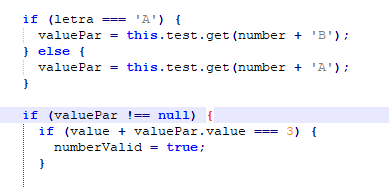 if (letra === 'A') {
valuePar = this.test.get(number + 'B');
} else {
valuePar = this.test.get(number + 'A');
}
if (valuePar !== null) {
if (value + valuePar.value === 3) {
numberValid = true;
}